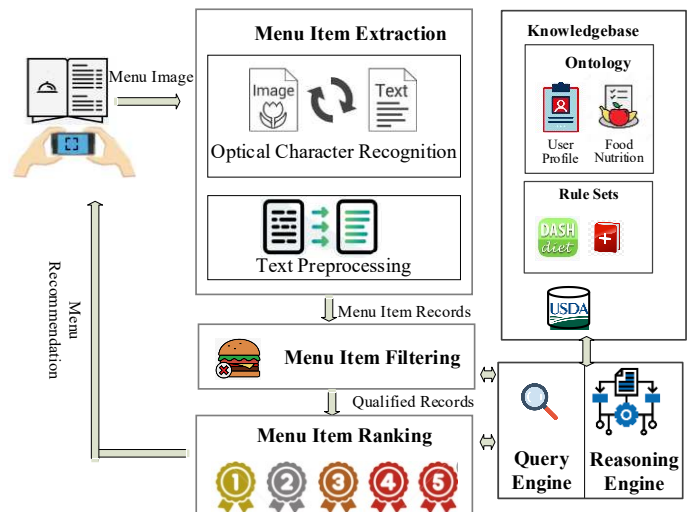 Menu Image
Menu Item Extraction
Image
Text
Optical Character Recognition
Text Preprocessing
Menu Item Records
Menu Item Filtering
Qualified Records
Menu Item Ranking
1 2 3 4 5
Menu
Recommendation
Knowledgebase
Ontology
User
Profile
Food
Nutrition
Rule Sets
DASH
diet
USDA
Query
Engine
Reasoning
Engine